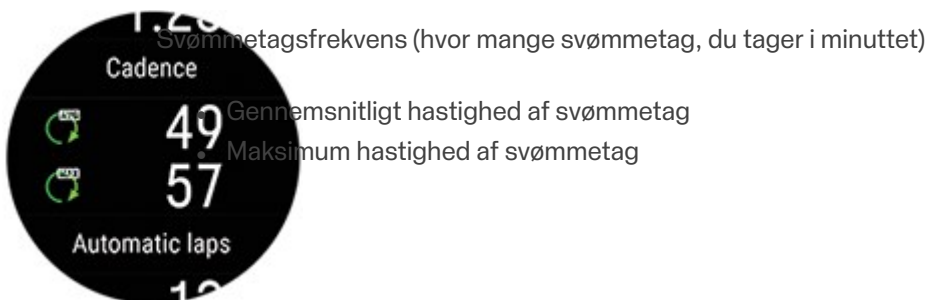 Svømmetagsfrekvens (hvor mange svømmetag, du tager i minuttet)
Cadence
49
Gennemsnitligt hastighed af svømmetag
57
Maksimum hastighed af svømmetag
Automatic laps